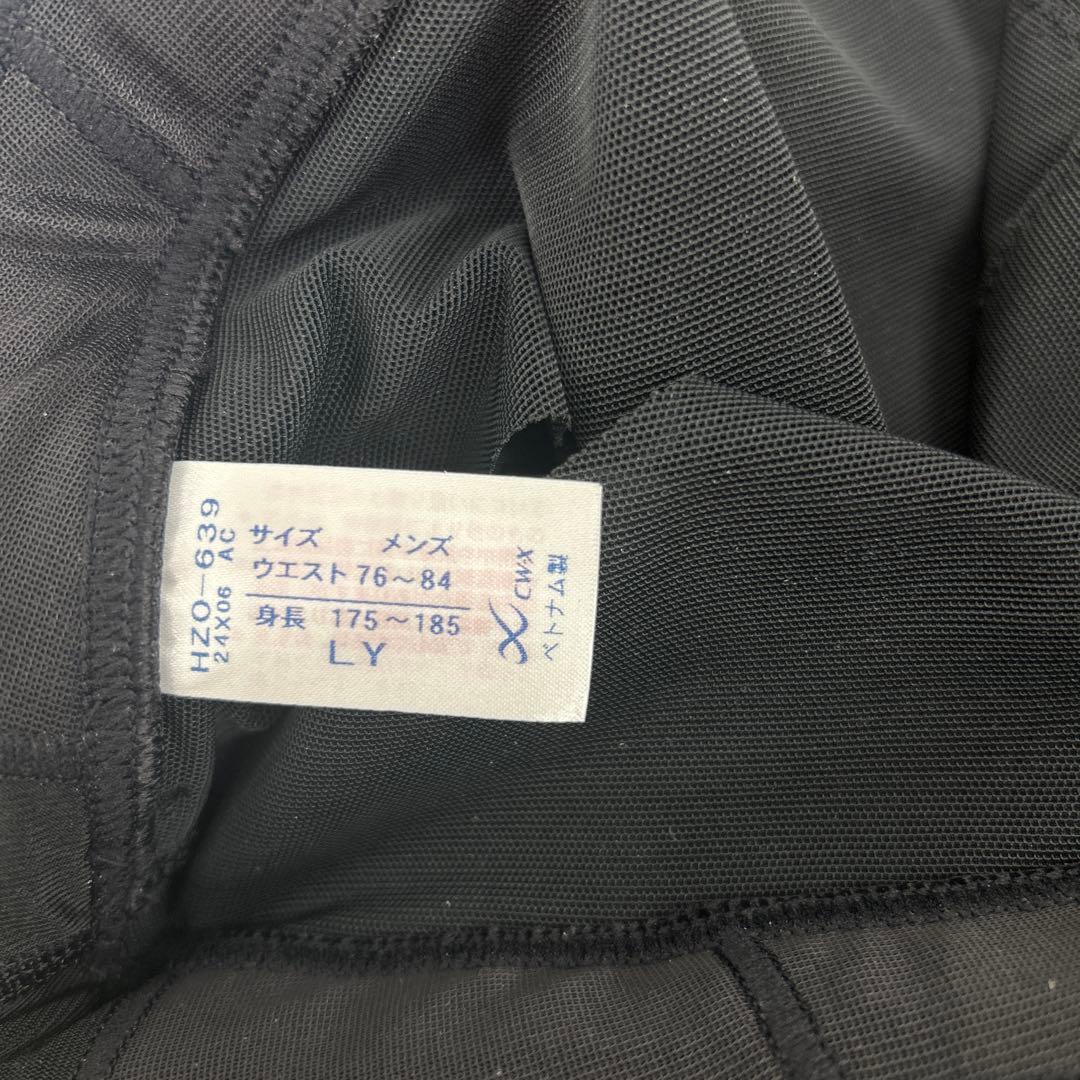 サイズ メンズ
ウエスト 76〜84
身長 175〜185
LY
HZO-639
24X06 AC
CW-X
ベトナム製